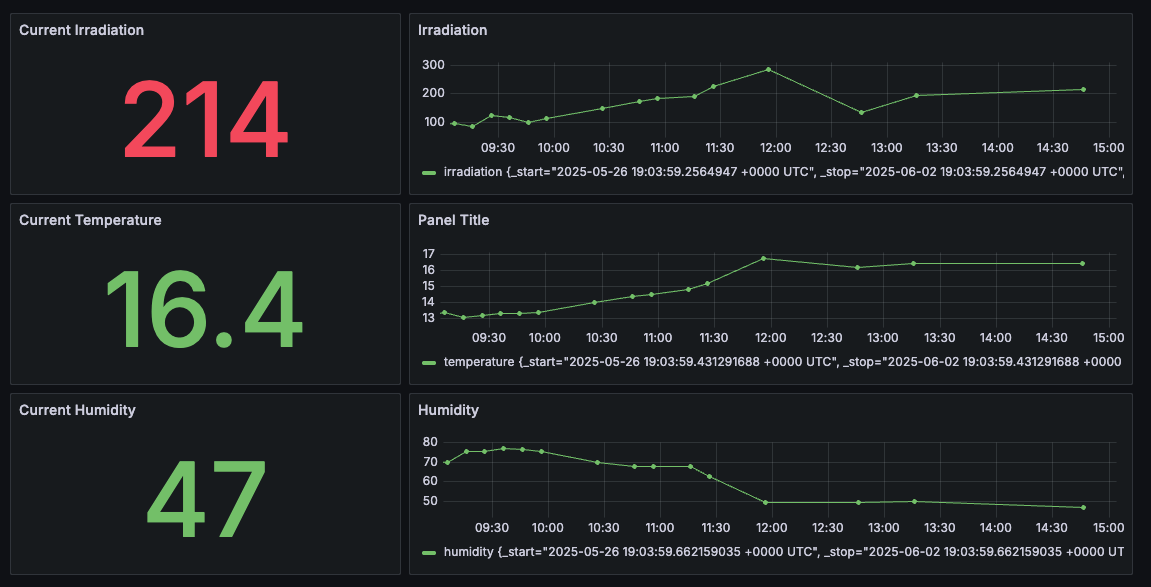 Current Irradiation
214
Irradiation
300
200
100
09:30 10:00 10:30 11:00 11:30 12:00 12:30 13:00 13:30 14:00 14:30 15:00
irradiation {_start="2025-05-26 19:03:59.2564947 +0000 UTC", _stop="2025-06-02 19:03:59.2564947 +0000 UTC",
Current Temperature
16.4
Panel Title
17
16
15
14
13
09:30 10:00 10:30 11:00 11:30 12:00 12:30 13:00 13:30 14:00 14:30 15:00
temperature {_start="2025-05-26 19:03:59.431291688 +0000 UTC", _stop="2025-06-02 19:03:59.431291688 +0000
Current Humidity
47
Humidity
80
70
60
50
09:30 10:00 10:30 11:00 11:30 12:00 12:30 13:00 13:30 14:00 14:30 15:00
humidity {_start="2025-05-26 19:03:59.662159035 +0000 UTC", _stop="2025-06-02 19:03:59.662159035 +0000 UT